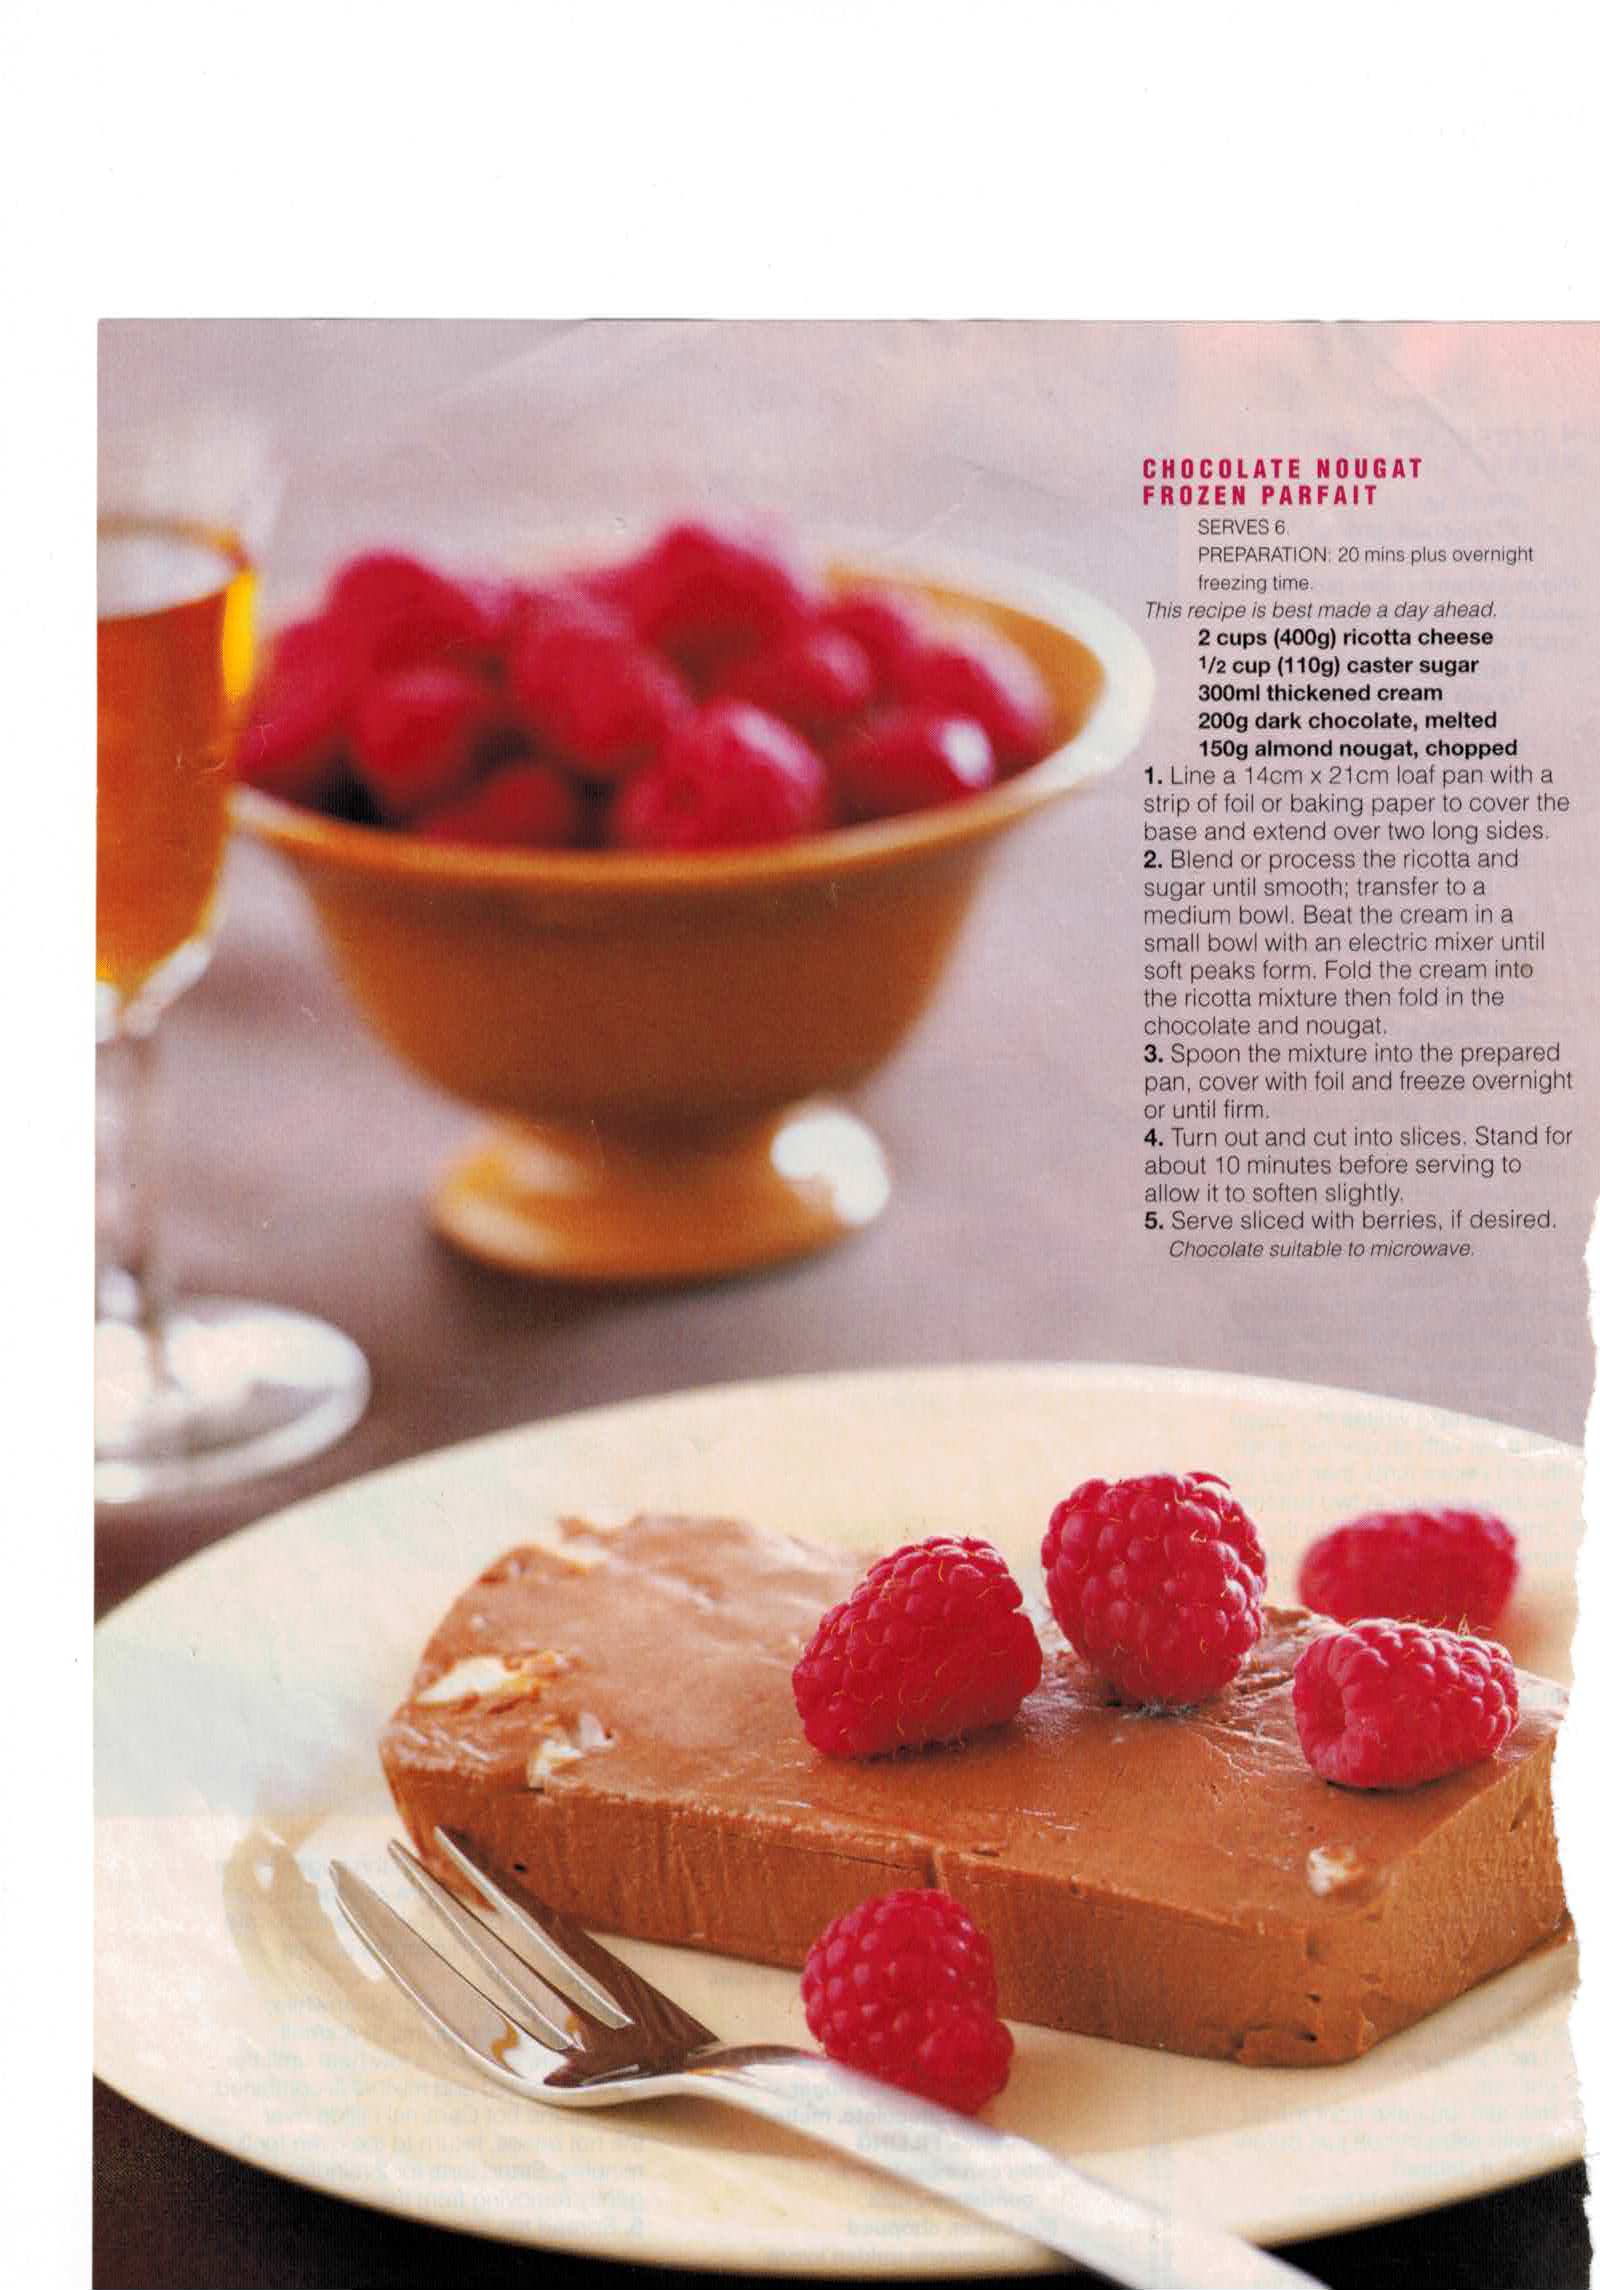 CHOCOLATE NOUGAT
FROZEN PARFAIT
SERVES 6.
PREPARATION: 20 mins plus overnight
freezing time.
This recipe is best made a day ahead.
2 cups (400g) ricotta cheese
1/2 cup (110g) caster sugar
300ml thickened cream
200g dark chocolate, melted
150g almond nougat, chopped
1. Line a 14cm x 21cm loaf pan with a
strip of foil or baking paper to cover the
base and extend over two long sides.
2. Blend or process the ricotta and
sugar until smooth; transfer to a
medium bowl. Beat the cream in a
small bowl with an electric mixer until
soft peaks form. Fold the cream into
the ricotta mixture then fold in the
chocolate and nougat.
3. Spoon the mixture into the prepared
pan, cover with foil and freeze overnight
or until firm.
4. Turn out and cut into slices. Stand for
about 10 minutes before serving to
allow it to soften slightly.
5. Serve sliced with berries, if desired.
Chocolate suitable to microwave.